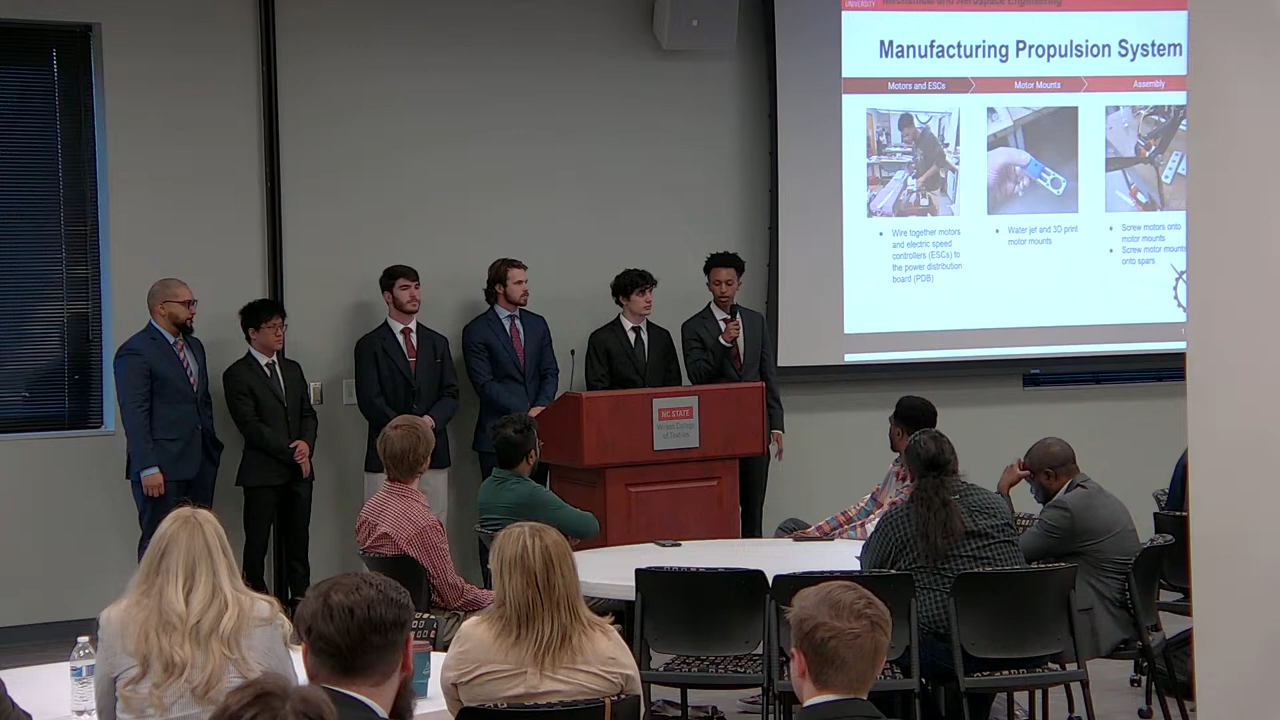 UNIVERSITY Mechanical and Aerospace Engineering
Manufacturing Propulsion System
Motors and ESCs
Motor Mounts
Assembly
Wire together motors
and electric speed
controllers (ESCs) to
the power distribution
board (PDB)
Water jet and 3D print
motor mounts
Screw motors onto
motor mounts
Screw motor mounts
onto spars
NC STATE
Wilson College
of Textiles